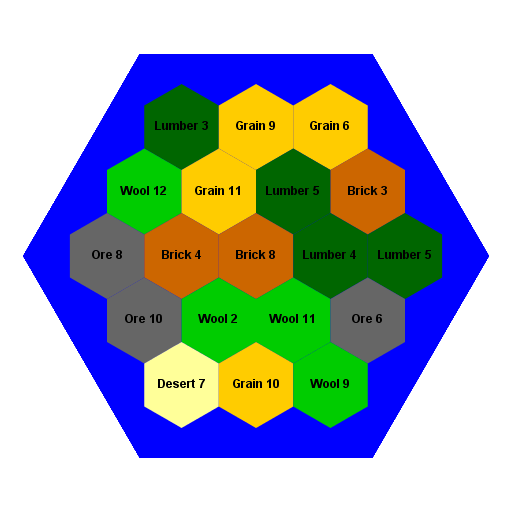 Lumber 3 Grain 9 Grain 6
Wool 12 Grain 11 Lumber 5 Brick 3
Ore 8 Brick 4 Brick 8 Lumber 4 Lumber 5
Ore 10 Wool 2 Wool 11 Ore 6
Desert 7 Grain 10 Wool 9